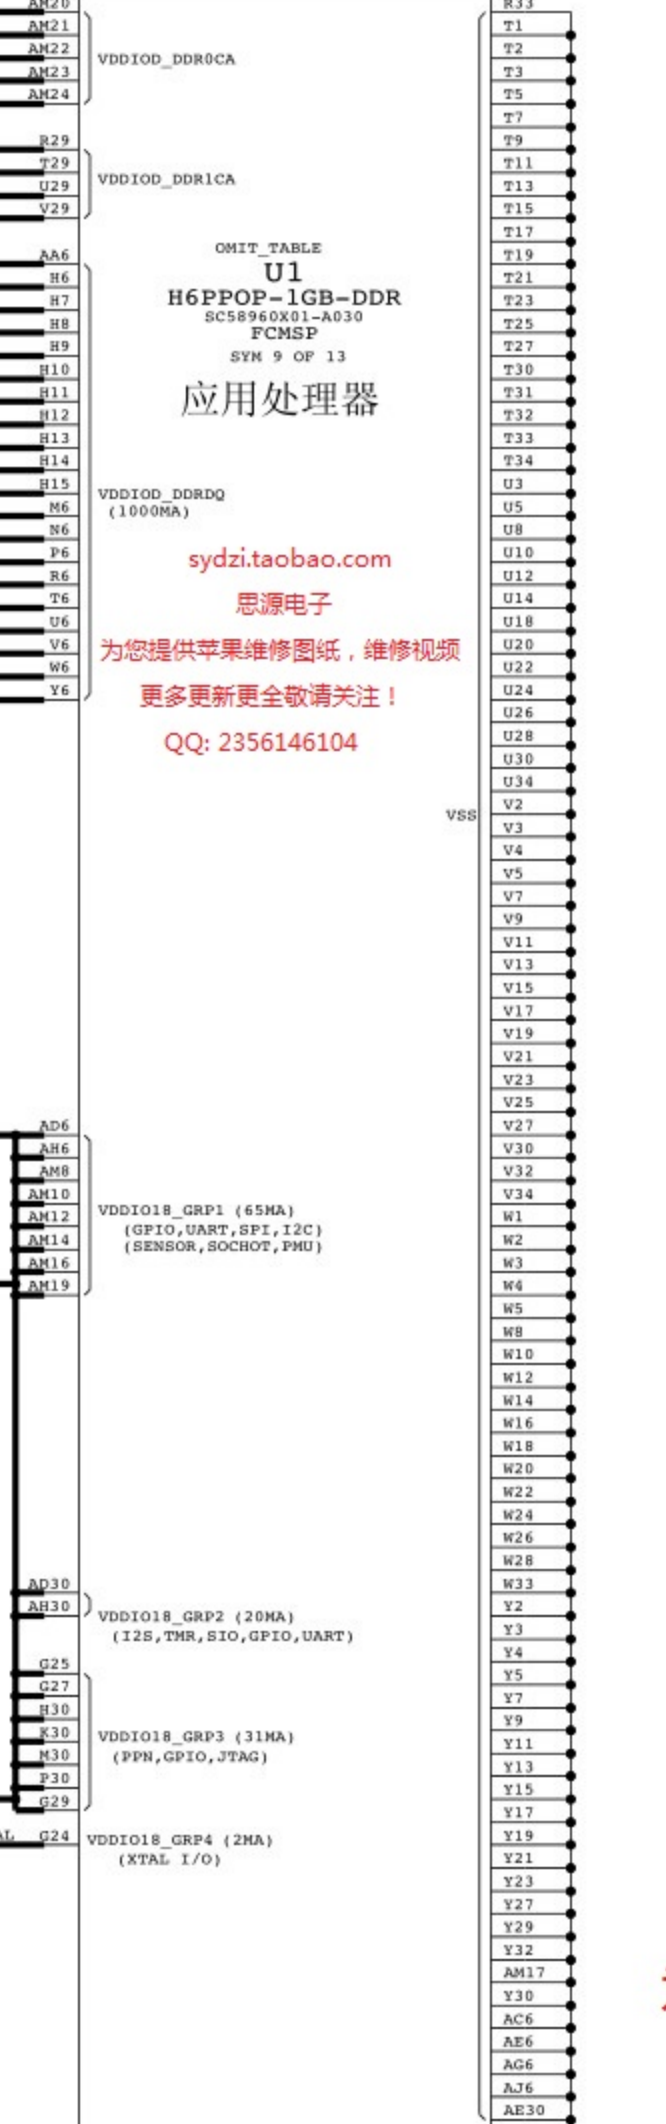 AM20
AM21
AM22
AM23
AM24
VDDIOD_DDR0CA
R29
T29
U29
V29
VDDIOD_DDR1CA
AA6
H6
H7
H8
H9
H10
H11
H12
H13
H14
H15
M6
N6
P6
R6
T6
U6
V6
W6
Y6
VDDIOD_DDRDQ
(1000MA)
OMIT_TABLE
U1
H6PPOP-1GB-DDR
SC58960X01-A030
FCMSP
SYM 9 OF 13
应用处理器
sydzi.taobao.com
思源电子
为您提供苹果维修图纸，维修视频
更多更新更全敬请关注！
QQ: 2356146104
AD6
AH6
AM8
AM10
AM12
AM14
AM16
AM19
VDDIO18_GRP1 (65MA)
(GPIO,UART,SPI,I2C)
(SENSOR,SOCHOT,PMU)
AD30
AH30
VDDIO18_GRP2 (20MA)
(I2S,TMR,SIO,GPIO,UART)
G25
G27
H30
K30
M30
P30
G29
VDDIO18_GRP3 (31MA)
(PPN,GPIO,JTAG)
G24
VDDIO18_GRP4 (2MA)
(XTAL I/O)
VSS
R33
T1
T2
T3
T5
T7
T9
T11
T13
T15
T17
T19
T21
T23
T25
T27
T30
T31
T32
T33
T34
U3
U5
U8
U10
U12
U14
U18
U20
U22
U24
U26
U28
U30
U34
V2
V3
V4
V5
V7
V9
V11
V13
V15
V17
V19
V21
V23
V25
V27
V30
V32
V34
W1
W2
W3
W4
W5
W8
W10
W12
W14
W16
W18
W20
W22
W24
W26
W28
W33
Y2
Y3
Y4
Y5
Y7
Y9
Y11
Y13
Y15
Y17
Y19
Y21
Y23
Y27
Y29
Y32
AM17
Y30
AC6
AE6
AG6
AJ6
AE30